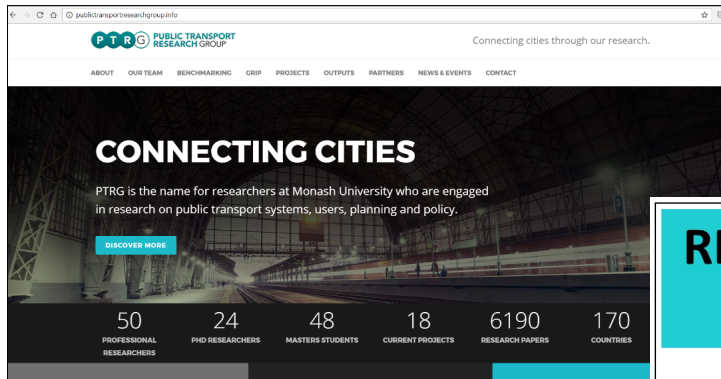 publictransportresearchgroup.info
PTRG PUBLIC TRANSPORT
RESEARCH GROUP
Connecting cities through our research.
ABOUT OUR TEAM BENCHMARKING GRIP PROJECTS OUTPUTS PARTNERS NEWS & EVENTS CONTACT
CONNECTING CITIES
PTRG is the name for researchers at Monash University who are engaged
in research on public transport systems, users, planning and policy.
DISCOVER MORE
50 24 48 18 6190 170
PROFESSIONAL
RESEARCHERS
PHD RESEARCHERS MASTERS STUDENTS CURRENT PROJECTS RESEARCH PAPERS COUNTRIES